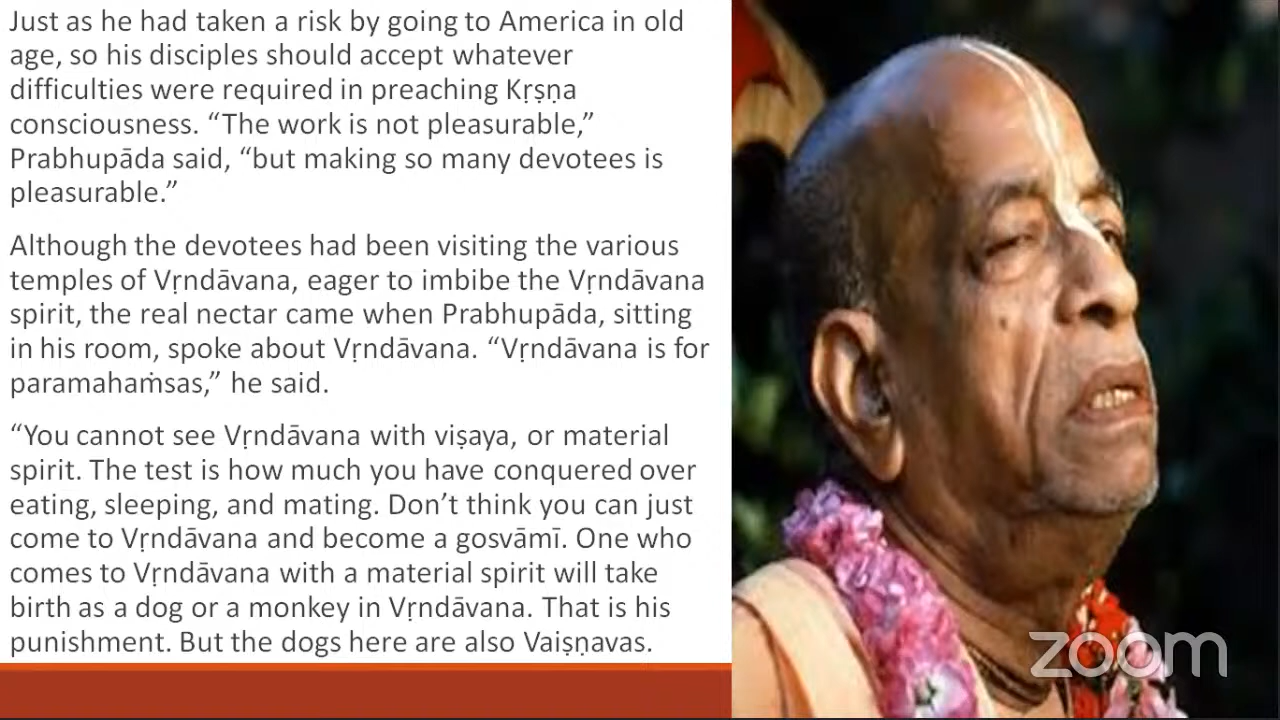 Just as he had taken a risk by going to America in old
age, so his disciples should accept whatever
difficulties were required in preaching Kṛṣṇa
consciousness. “The work is not pleasurable,”
Prabhupāda said, “but making so many devotees is
pleasurable.”
Although the devotees had been visiting the various
temples of Vṛndāvana, eager to imbibe the Vṛndāvana
spirit, the real nectar came when Prabhupāda, sitting
in his room, spoke about Vṛndāvana. “Vṛndāvana is for
paramahaṁsas,” he said.
“You cannot see Vṛndāvana with viṣaya, or material
spirit. The test is how much you have conquered over
eating, sleeping, and mating. Don’t think you can just
come to Vṛndāvana and become a gosvāmī. One who
comes to Vṛndāvana with a material spirit will take
birth as a dog or a monkey in Vṛndāvana. That is his
punishment. But the dogs here are also Vaiṣṇavas.
zoom